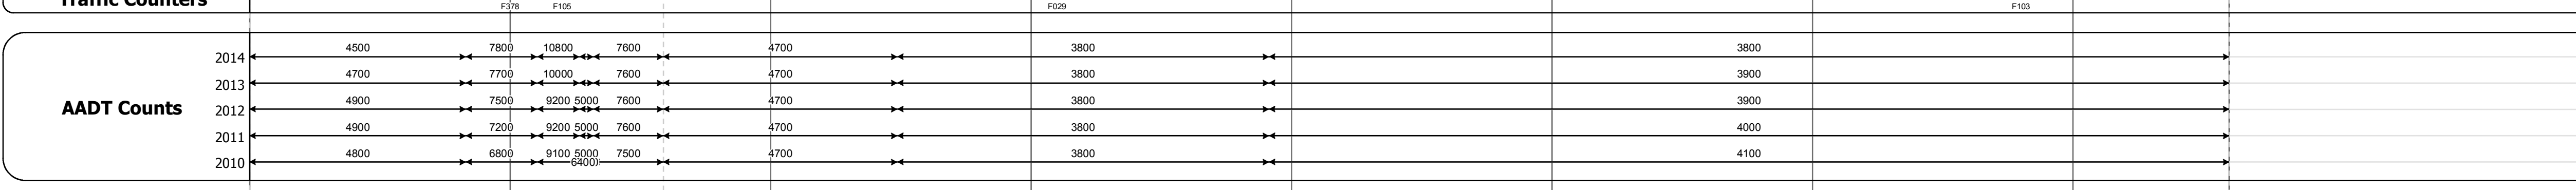 Traffic Counters
F378 F105 F029 F103
AADT Counts
2014 4500 7800 10800 7600 4700 3800 3800
2013 4700 7700 10000 7600 4700 3800 3900
2012 4900 7500 9200 5000 7600 4700 3800 3900
2011 4900 7200 9200 5000 7600 4700 3800 4000
2010 4800 6800 9100 5000 7500 4700 3800 4100
6400